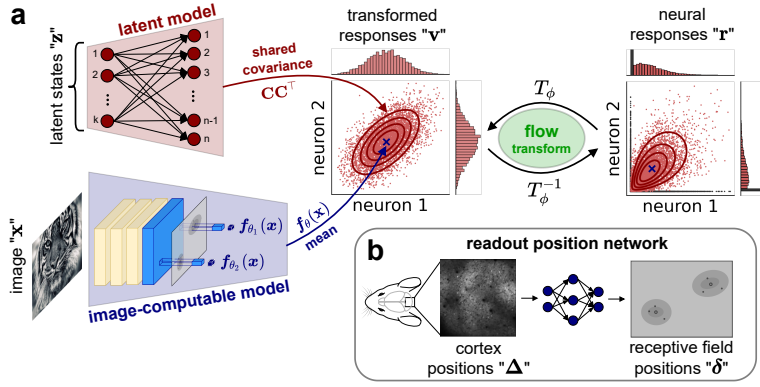 a
latent model
latent states "z"
1
2
...
k
1
2
3
...
n-1
n
shared
covariance
CC⊤
transformed
responses "v"
neuron 2
neuron 1
Tϕ
flow
transform
Tϕ⁻¹
neural
responses "r"
neuron 2
neuron 1
image "x"
fθ₁(x)
fθ₂(x)
image-computable model
fθ(x)
mean
b
readout position network
cortex
positions "Δ"
receptive field
positions "δ"